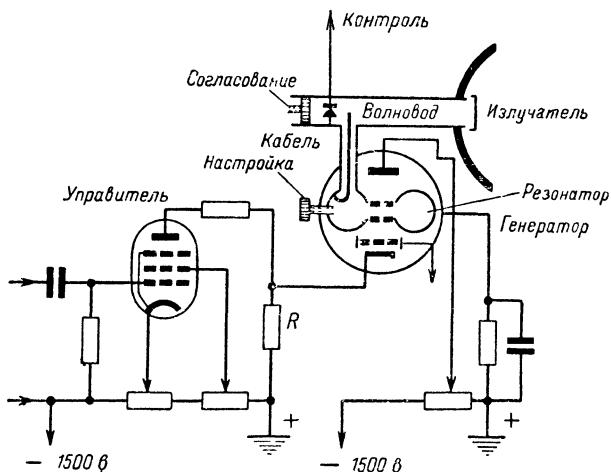 Контроль
Согласование
Волновод
Излучатель
Кабель
Настройка
Управитель
Резонатор
Генератор
R
+
+
— 1500 в
— 1500 в